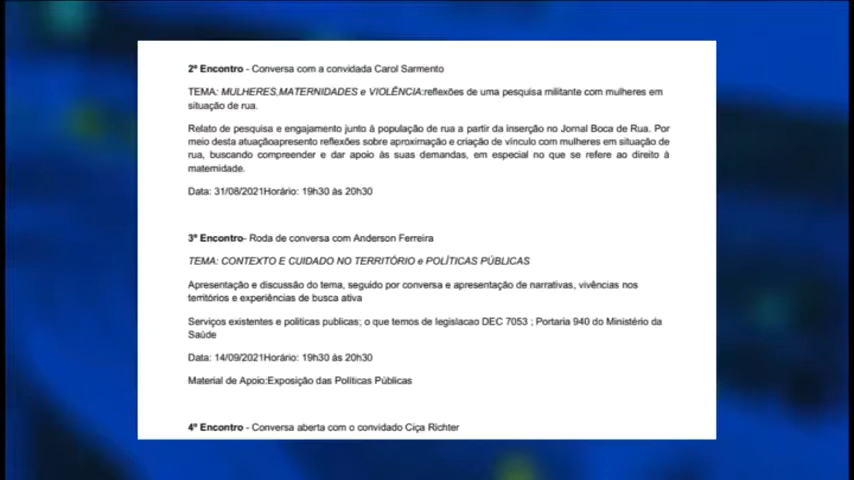 2º Encontro - Conversa com a convidada Carol Sarmento
TEMA: MULHERES,MATERNIDADES e VIOLÊNCIA:reflexões de uma pesquisa militante com mulheres em
situação de rua.
Relato de pesquisa e engajamento junto à população de rua a partir da inserção no Jornal Boca de Rua. Por
meio desta atuaçãoapresento reflexões sobre aproximação e criação de vínculo com mulheres em situação de
rua, buscando compreender e dar apoio às suas demandas, em especial no que se refere ao direito à
maternidade.
Data: 31/08/2021Horário: 19h30 às 20h30
3º Encontro- Roda de conversa com Anderson Ferreira
TEMA: CONTEXTO E CUIDADO NO TERRITÓRIO e POLÍTICAS PÚBLICAS
Apresentação e discussão do tema, seguido por conversa e apresentação de narrativas, vivências nos
territórios e experiências de busca ativa
Serviços existentes e politicas publicas; o que temos de legislacao DEC 7053 ; Portaria 940 do Ministério da
Saúde
Data: 14/09/2021Horário: 19h30 às 20h30
Material de Apoio:Exposição das Políticas Públicas
4º Encontro - Conversa aberta com o convidado Ciça Richter